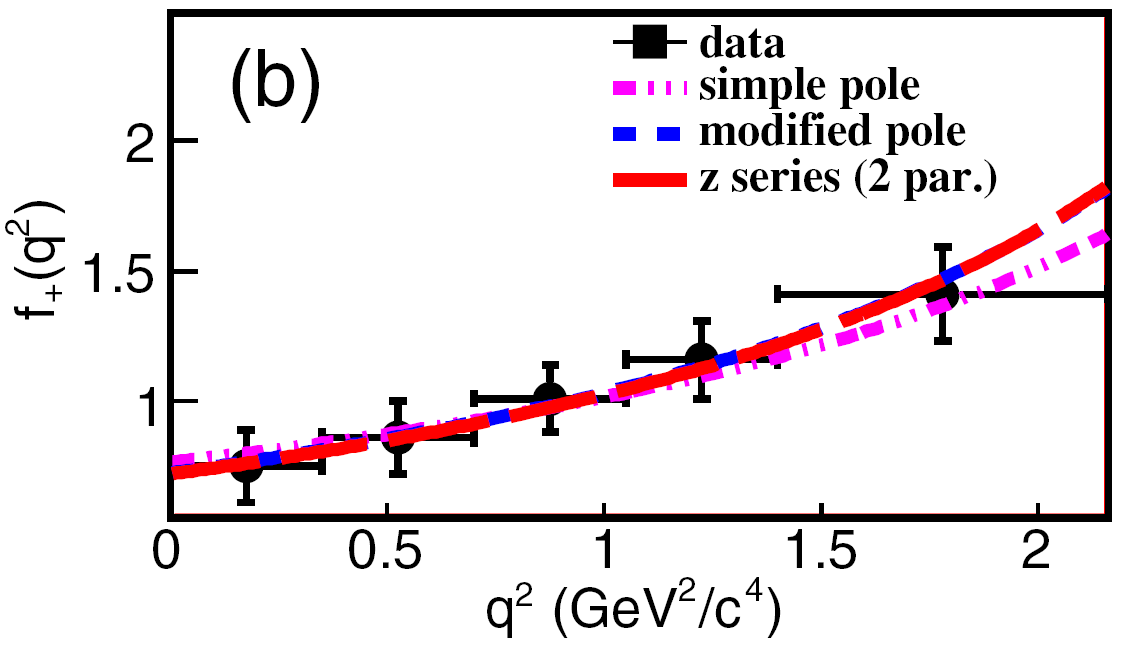 (b)
data
simple pole
modified pole
z series (2 par.)
2
1.5
1
f+(q²)
0 0.5 1 1.5 2
q² (GeV²/c⁴)